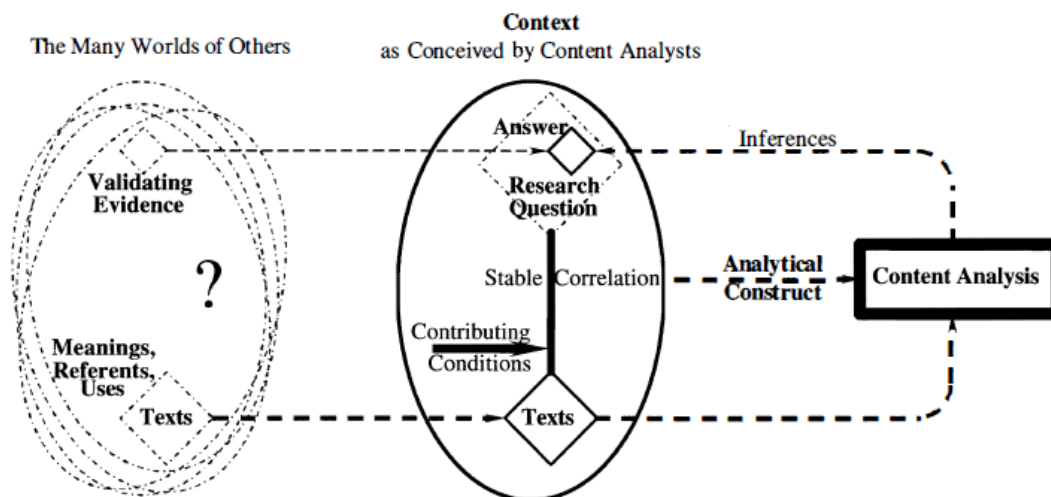 The Many Worlds of Others
Context
as Conceived by Content Analysts
Answer
Inferences
Validating
Evidence
Research
Question
?
Stable Correlation
Analytical
Construct
Content Analysis
Contributing
Conditions
Meanings,
Referents,
Uses
Texts
Texts